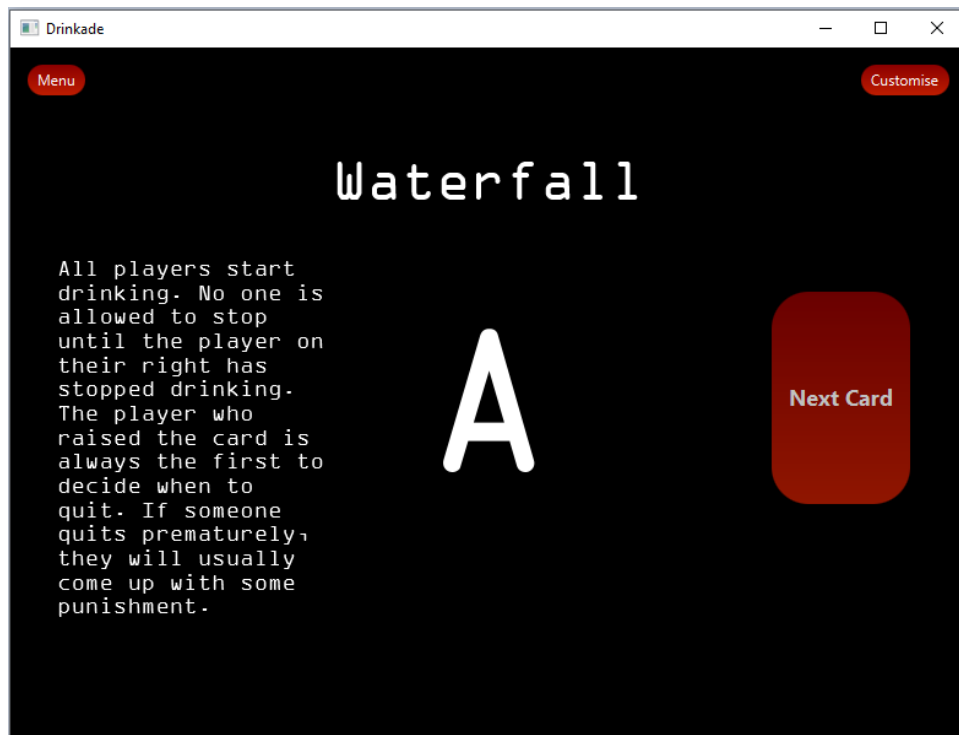 Drinkade
Menu
Customise
Waterfall
All players start
drinking. No one is
allowed to stop
until the player on
their right has
stopped drinking.
The player who
raised the card is
always the first to
decide when to
quit. If someone
quits prematurely,
they will usually
come up with some
punishment.
A
Next Card